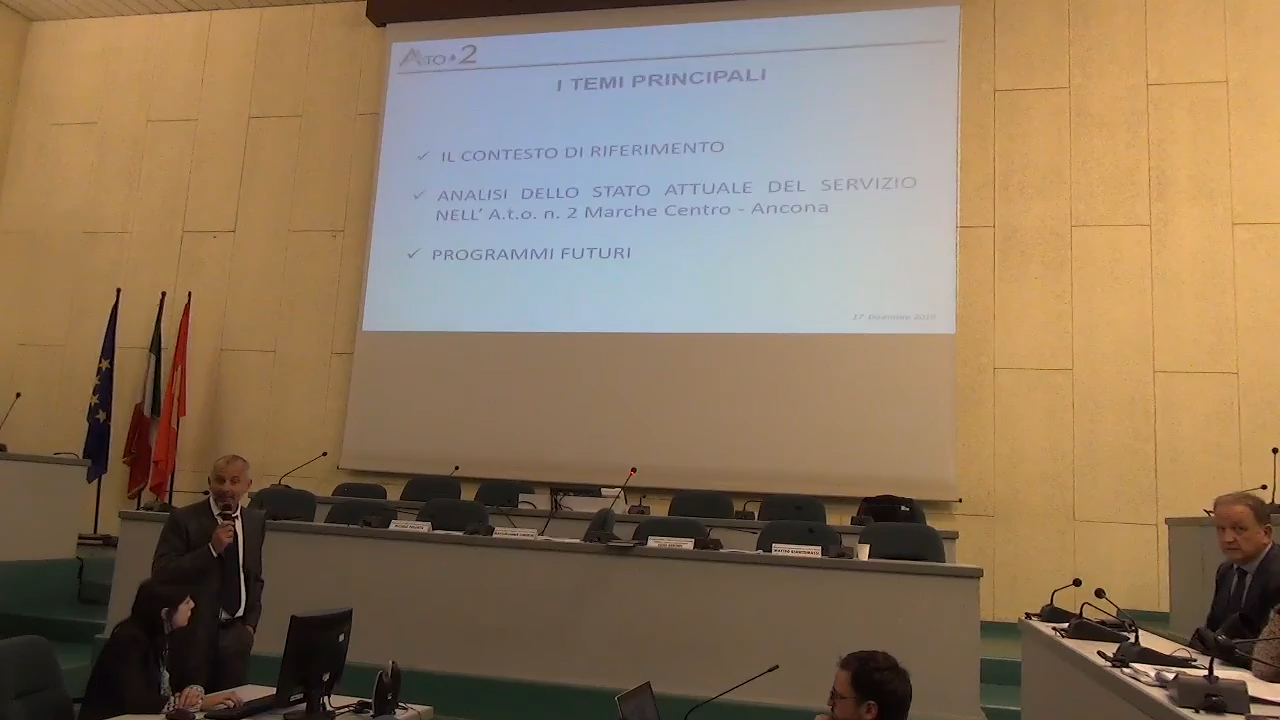 ATO 2
I TEMI PRINCIPALI
✓ IL CONTESTO DI RIFERIMENTO
✓ ANALISI DELLO STATO ATTUALE DEL SERVIZIO
NELL' A.t.o. n. 2 Marche Centro - Ancona
✓ PROGRAMMI FUTURI